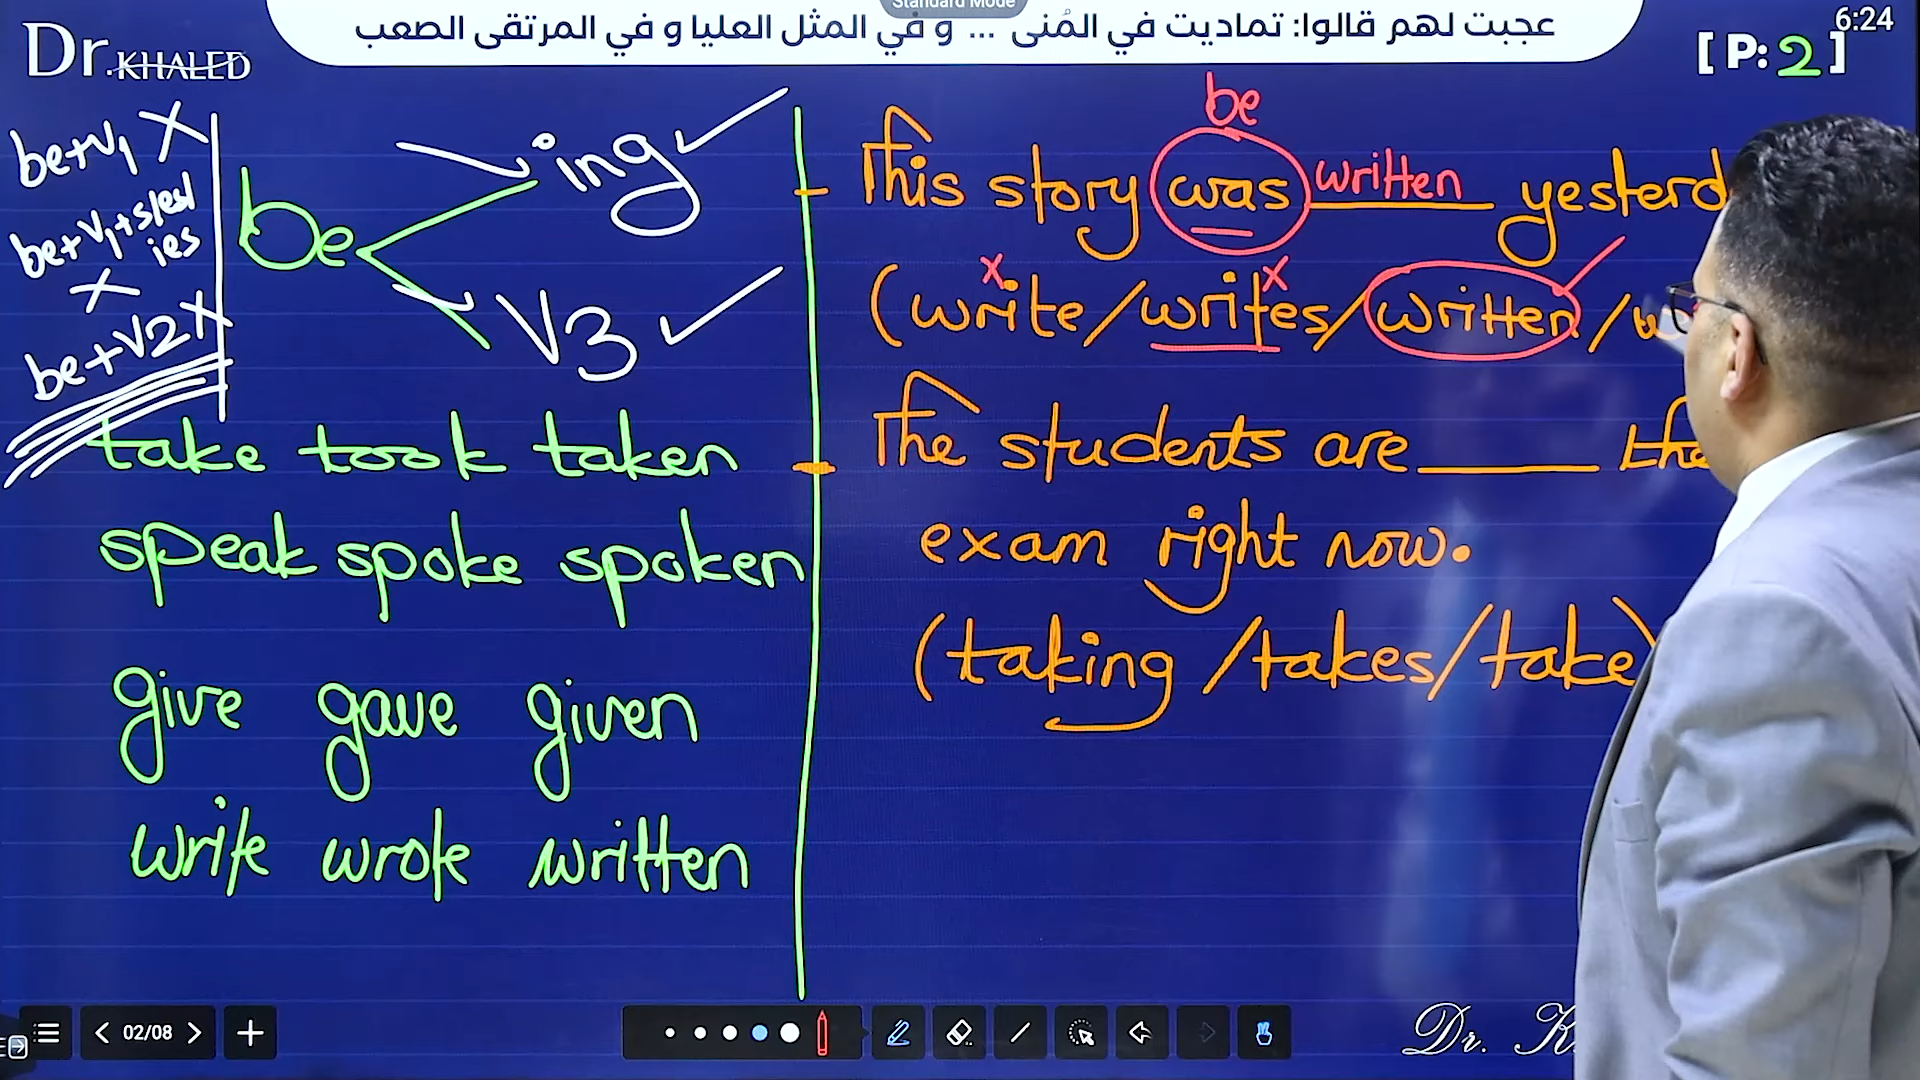 Standard Mode
عجبت لهم قالوا: تماديت في المُنى ... و في المثل العليا و في المرتقى الصعب
6:24
Dr. KHALED
[ P: 2 ]
be+v1 X
be+v1+s/es/
ies
X
be+V2 X
be
ing ✓
V3 ✓
take took taken
speak spoke spoken
give gave given
write wrote written
be
- This story was written yesterd
(write/writes/written/w
- The students are ____ the
exam right now.
(taking/takes/take)
02/08
Dr. K